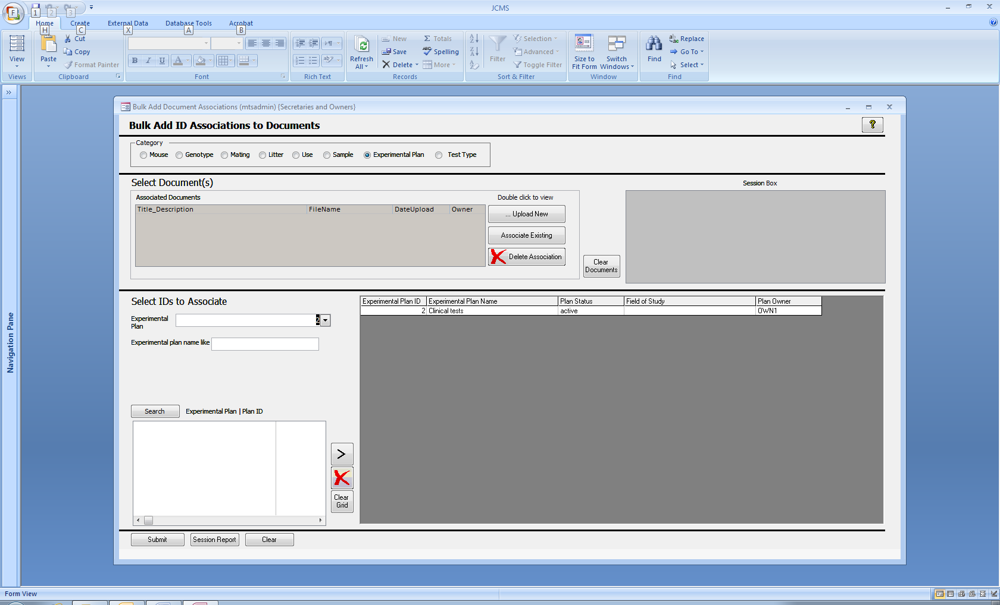 JCMS
F 1 2 3
Home Create External Data Database Tools Acrobat
H C X A B
View
Paste
Cut
Copy
Format Painter
B I U A
Refresh All
New
Save
Delete
Σ Totals
Spelling
More
Filter
Selection
Advanced
Toggle Filter
Size to Fit Form
Switch Windows
Find
Replace
Go To
Select
Views Clipboard Font Rich Text Records Sort & Filter Window Find
»
Navigation Pane
Bulk Add Document Associations (mtsadmin) {Secretaries and Owners}
Bulk Add ID Associations to Documents
?
Category
Mouse Genotype Mating Litter Use Sample Experimental Plan Test Type
Select Document(s)
Session Box
Associated Documents
Double click to view
Title_Description FileName DateUpload Owner
... Upload New
Associate Existing
Delete Association
Clear
Documents
Select IDs to Associate
Experimental
Plan
2
Experimental plan name like
Search
Experimental Plan | Plan ID
>
Clear
Grid
Experimental Plan ID Experimental Plan Name Plan Status Field of Study Plan Owner
2 Clinical tests active OWN1
Submit Session Report Clear
Form View